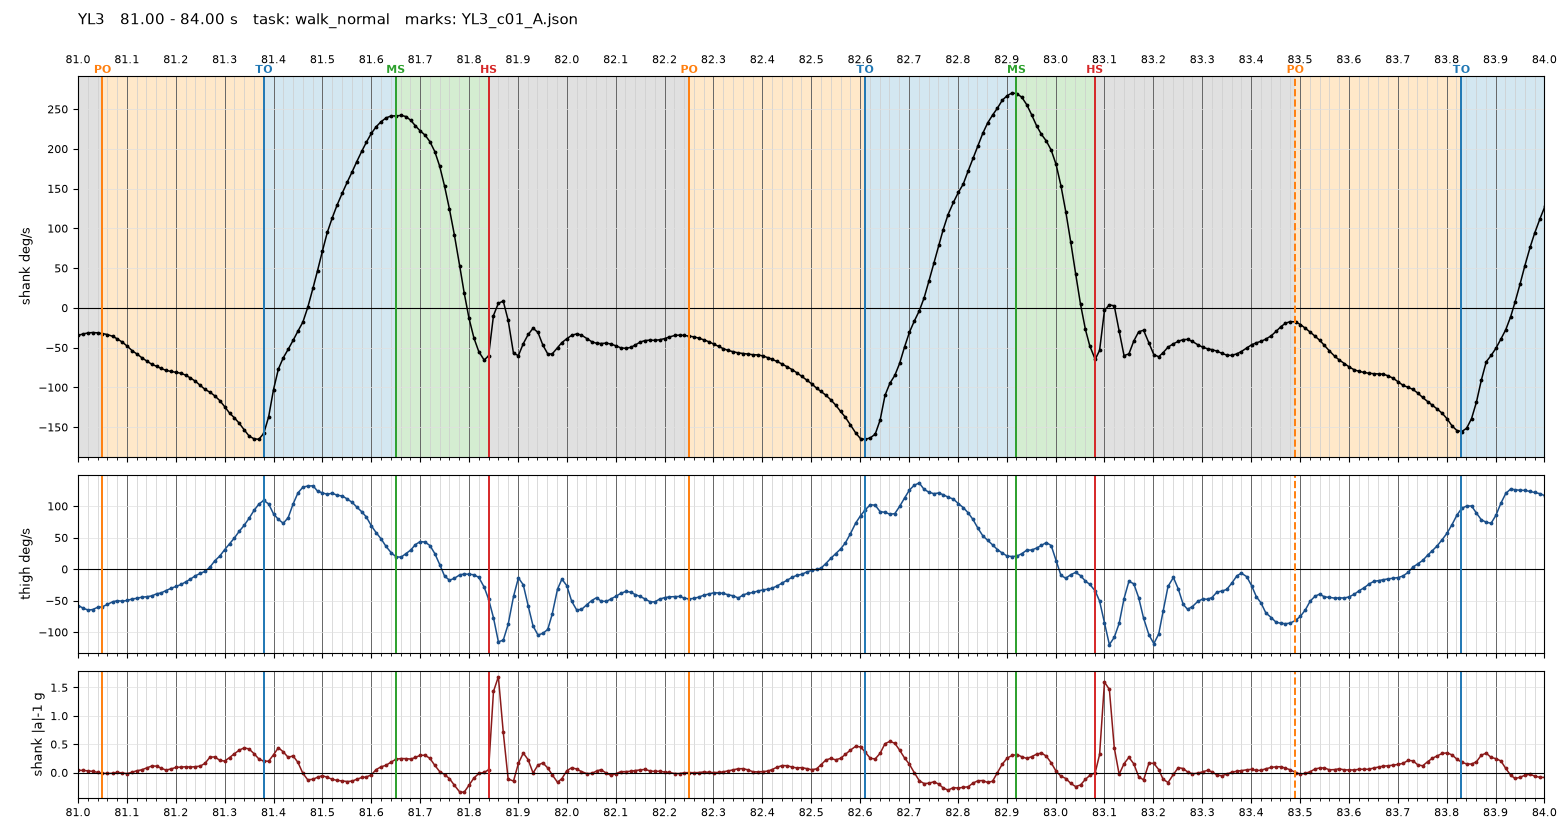 YL3   81.00 - 84.00 s   task: walk_normal   marks: YL3_c01_A.json
81.0 81.1 81.2 81.3 81.4 81.5 81.6 81.7 81.8 81.9 82.0 82.1 82.2 82.3 82.4 82.5 82.6 82.7 82.8 82.9 83.0 83.1 83.2 83.3 83.4 83.5 83.6 83.7 83.8 83.9 84.0
PO TO MS HS PO TO MS HS PO TO
shank deg/s
250
200
150
100
50
0
−50
−100
−150
thigh deg/s
100
50
0
−50
−100
shank |a|-1 g
1.5
1.0
0.5
0.0
81.0 81.1 81.2 81.3 81.4 81.5 81.6 81.7 81.8 81.9 82.0 82.1 82.2 82.3 82.4 82.5 82.6 82.7 82.8 82.9 83.0 83.1 83.2 83.3 83.4 83.5 83.6 83.7 83.8 83.9 84.0